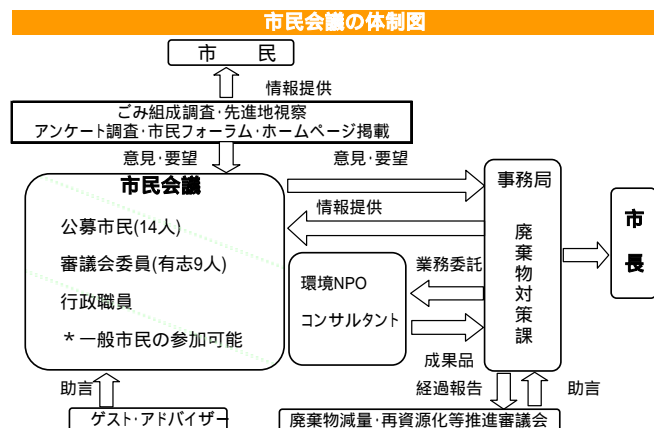 市民会議の体制図
市　　民
情報提供
ごみ組成調査･先進地視察
アンケート調査･市民フォーラム･ホームページ掲載
意見･要望
意見･要望
市民会議
公募市民(14人)
審議会委員(有志9人)
行政職員
＊一般市民の参加可能
情報提供
環境NPO
コンサルタント
業務委託
成果品
事務局
廃棄物対策課
市長
助言
ゲスト･アドバイザー
経過報告
助言
廃棄物減量･再資源化等推進審議会